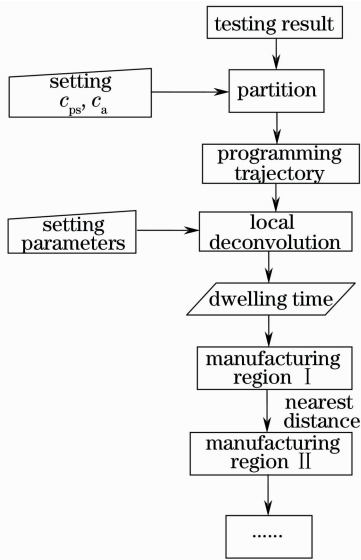 testing result
setting
c_ps, c_a
partition
programming
trajectory
setting
parameters
local
deconvolution
dwelling time
manufacturing
region Ⅰ
nearest
distance
manufacturing
region Ⅱ
······